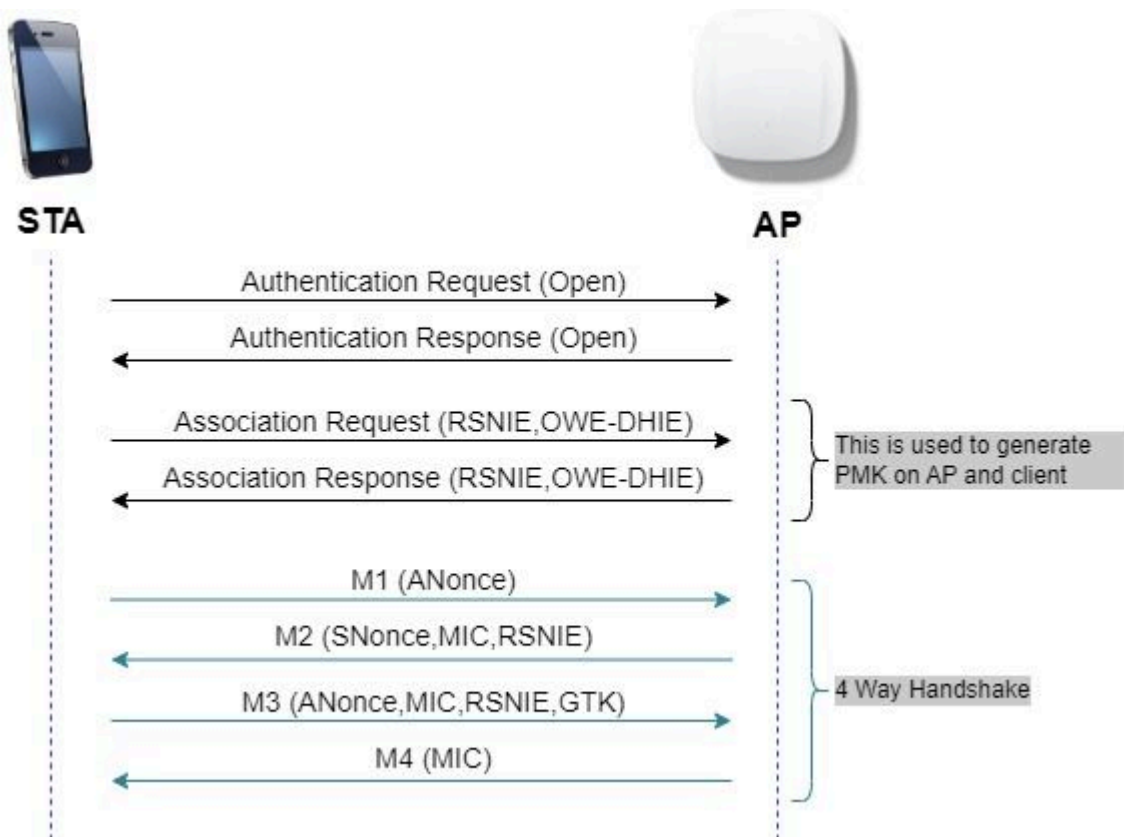 STA
AP
Authentication Request (Open)
Authentication Response (Open)
Association Request (RSNIE,OWE-DHIE)
Association Response (RSNIE,OWE-DHIE)
This is used to generate
PMK on AP and client
M1 (ANonce)
M2 (SNonce,MIC,RSNIE)
M3 (ANonce,MIC,RSNIE,GTK)
M4 (MIC)
4 Way Handshake